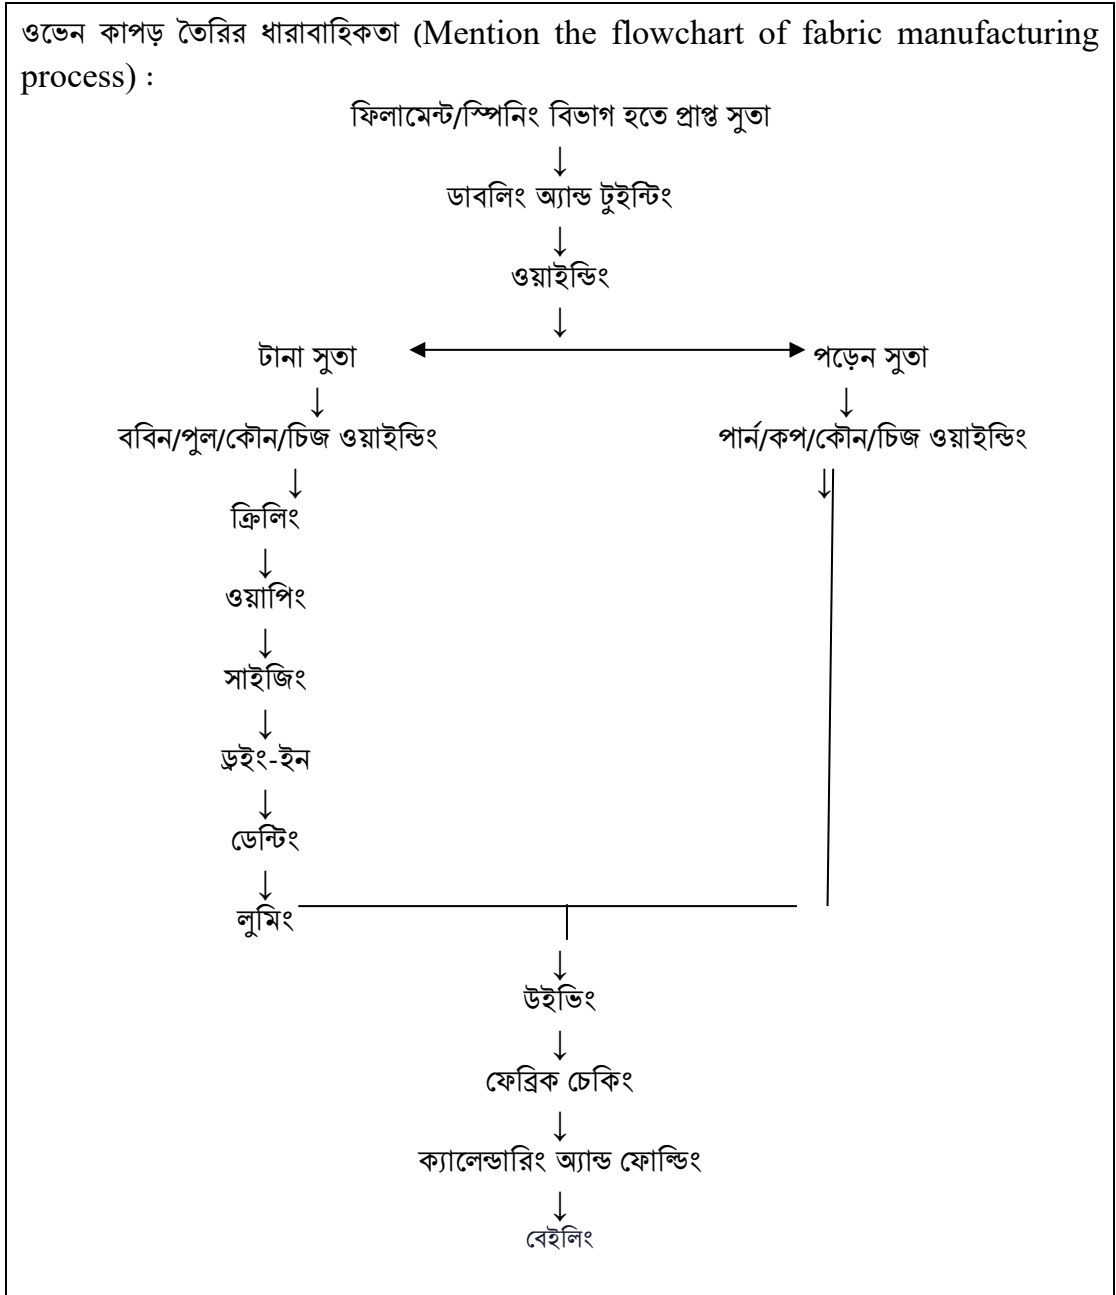 ওভেন কাপড় তৈরির ধারাবাহিকতা (Mention the flowchart of fabric manufacturing
process) :
ফিলামেন্ট/স্পিনিং বিভাগ হতে প্রাপ্ত সুতা
↓
ডাবলিং অ্যান্ড টুইন্টিং
↓
ওয়াইন্ডিং
↓
টানা সুতা পড়েন সুতা
↓ ↓
ববিন/পুল/কৌন/চিজ ওয়াইন্ডিং পার্ন/কপ/কৌন/চিজ ওয়াইন্ডিং
↓ ↓
ক্রিলিং
↓
ওয়াপিং
↓
সাইজিং
↓
ড্রইং-ইন
↓
ডেন্টিং
↓
লুমিং
↓
উইভিং
↓
ফেব্রিক চেকিং
↓
ক্যালেন্ডারিং অ্যান্ড ফোল্ডিং
↓
বেইলিং